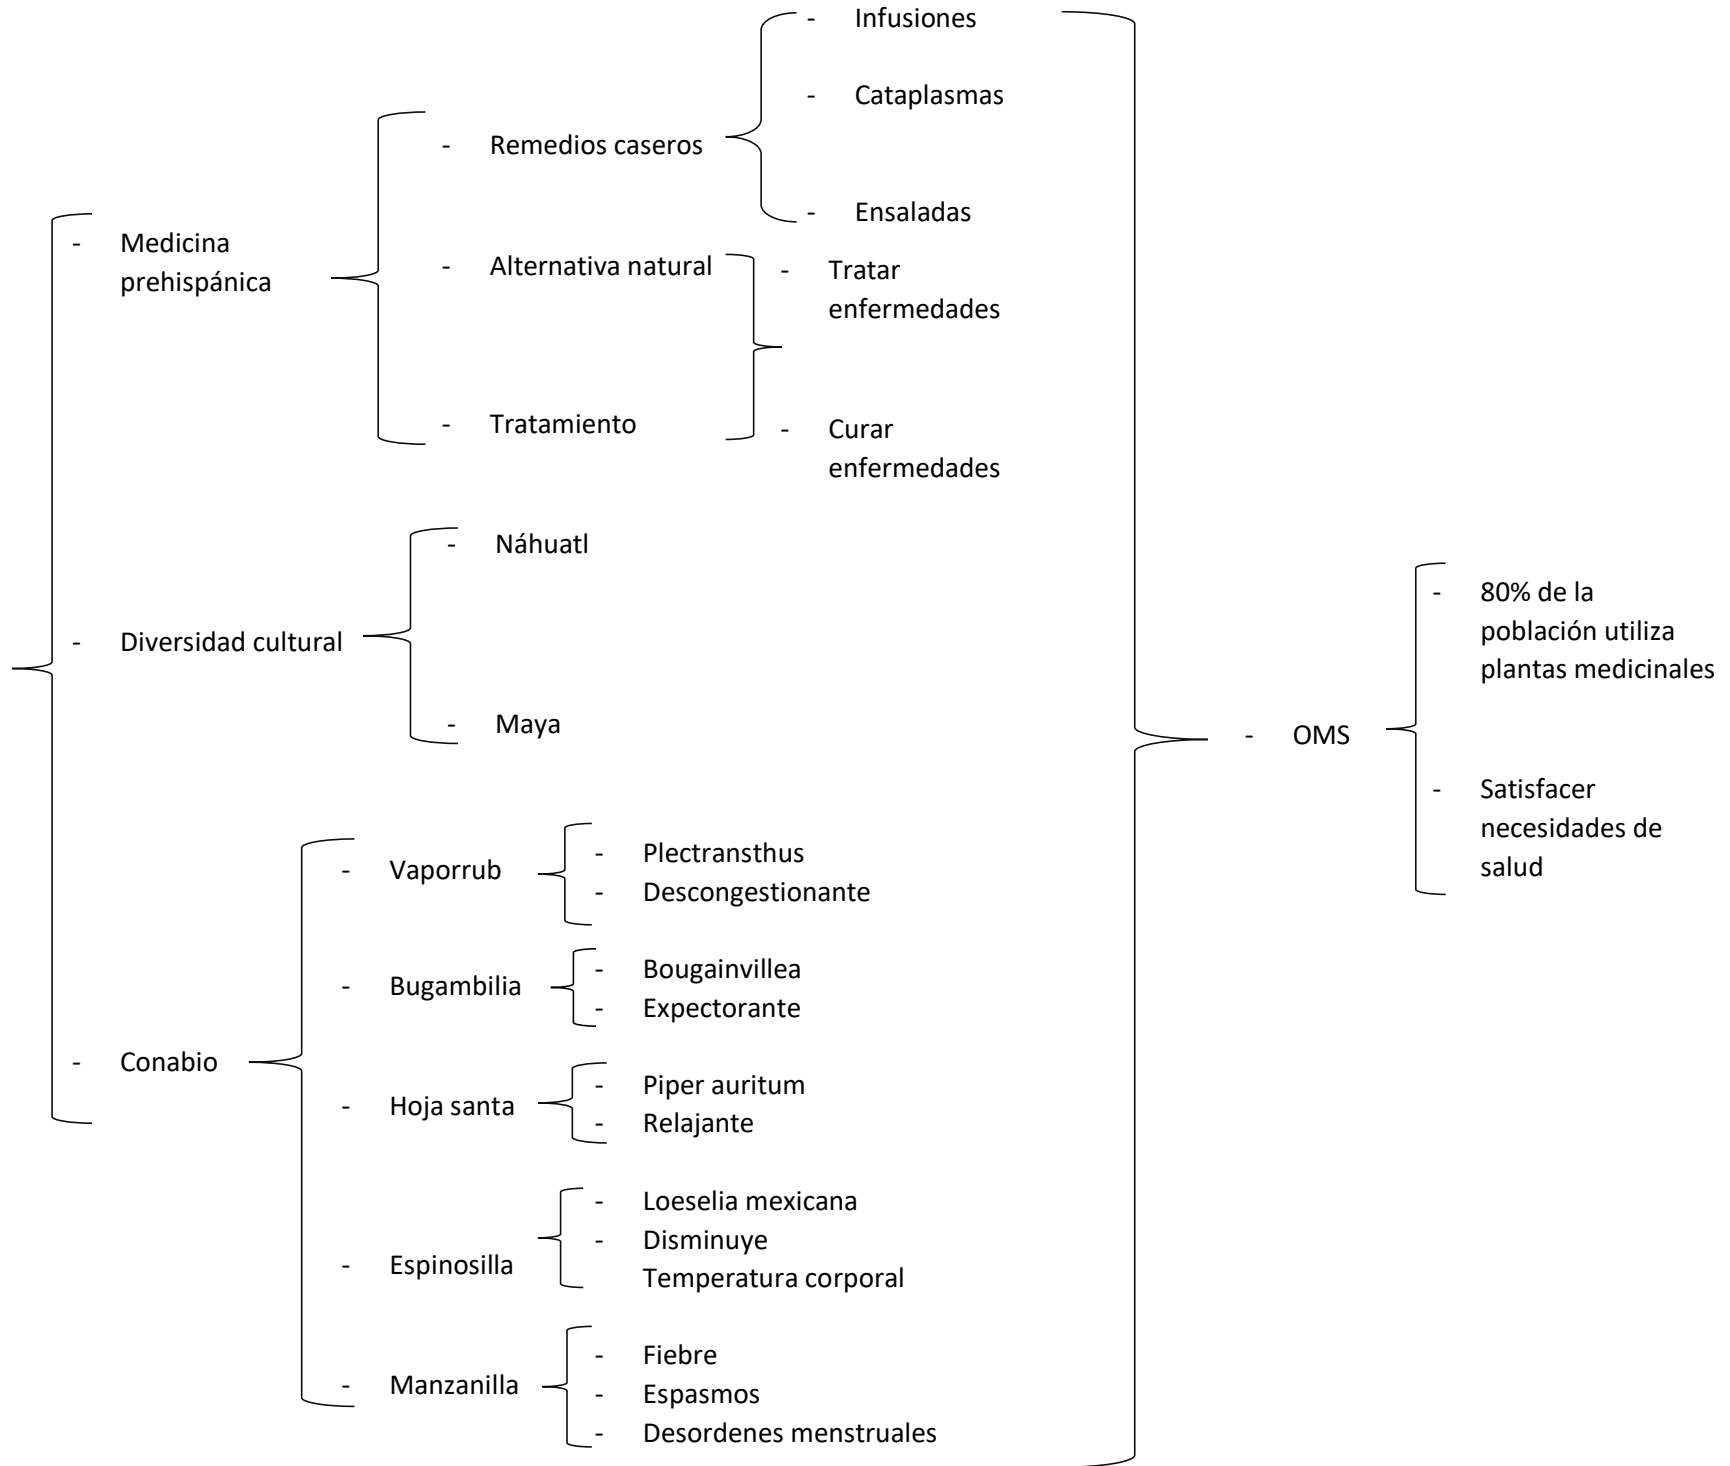 - Infusiones
- Cataplasmas
- Remedios caseros
- Ensaladas
- Medicina
prehispánica
- Alternativa natural
- Tratar
enfermedades
- Tratamiento
- Curar
enfermedades
- Náhuatl
- Diversidad cultural
- Maya
- OMS
- 80% de la
población utiliza
plantas medicinales
- Satisfacer
necesidades de
salud
- Conabio
- Vaporrub
- Plectransthus
- Descongestionante
- Bugambilia
- Bougainvillea
- Expectorante
- Hoja santa
- Piper auritum
- Relajante
- Espinosilla
- Loeselia mexicana
- Disminuye
Temperatura corporal
- Manzanilla
- Fiebre
- Espasmos
- Desordenes menstruales